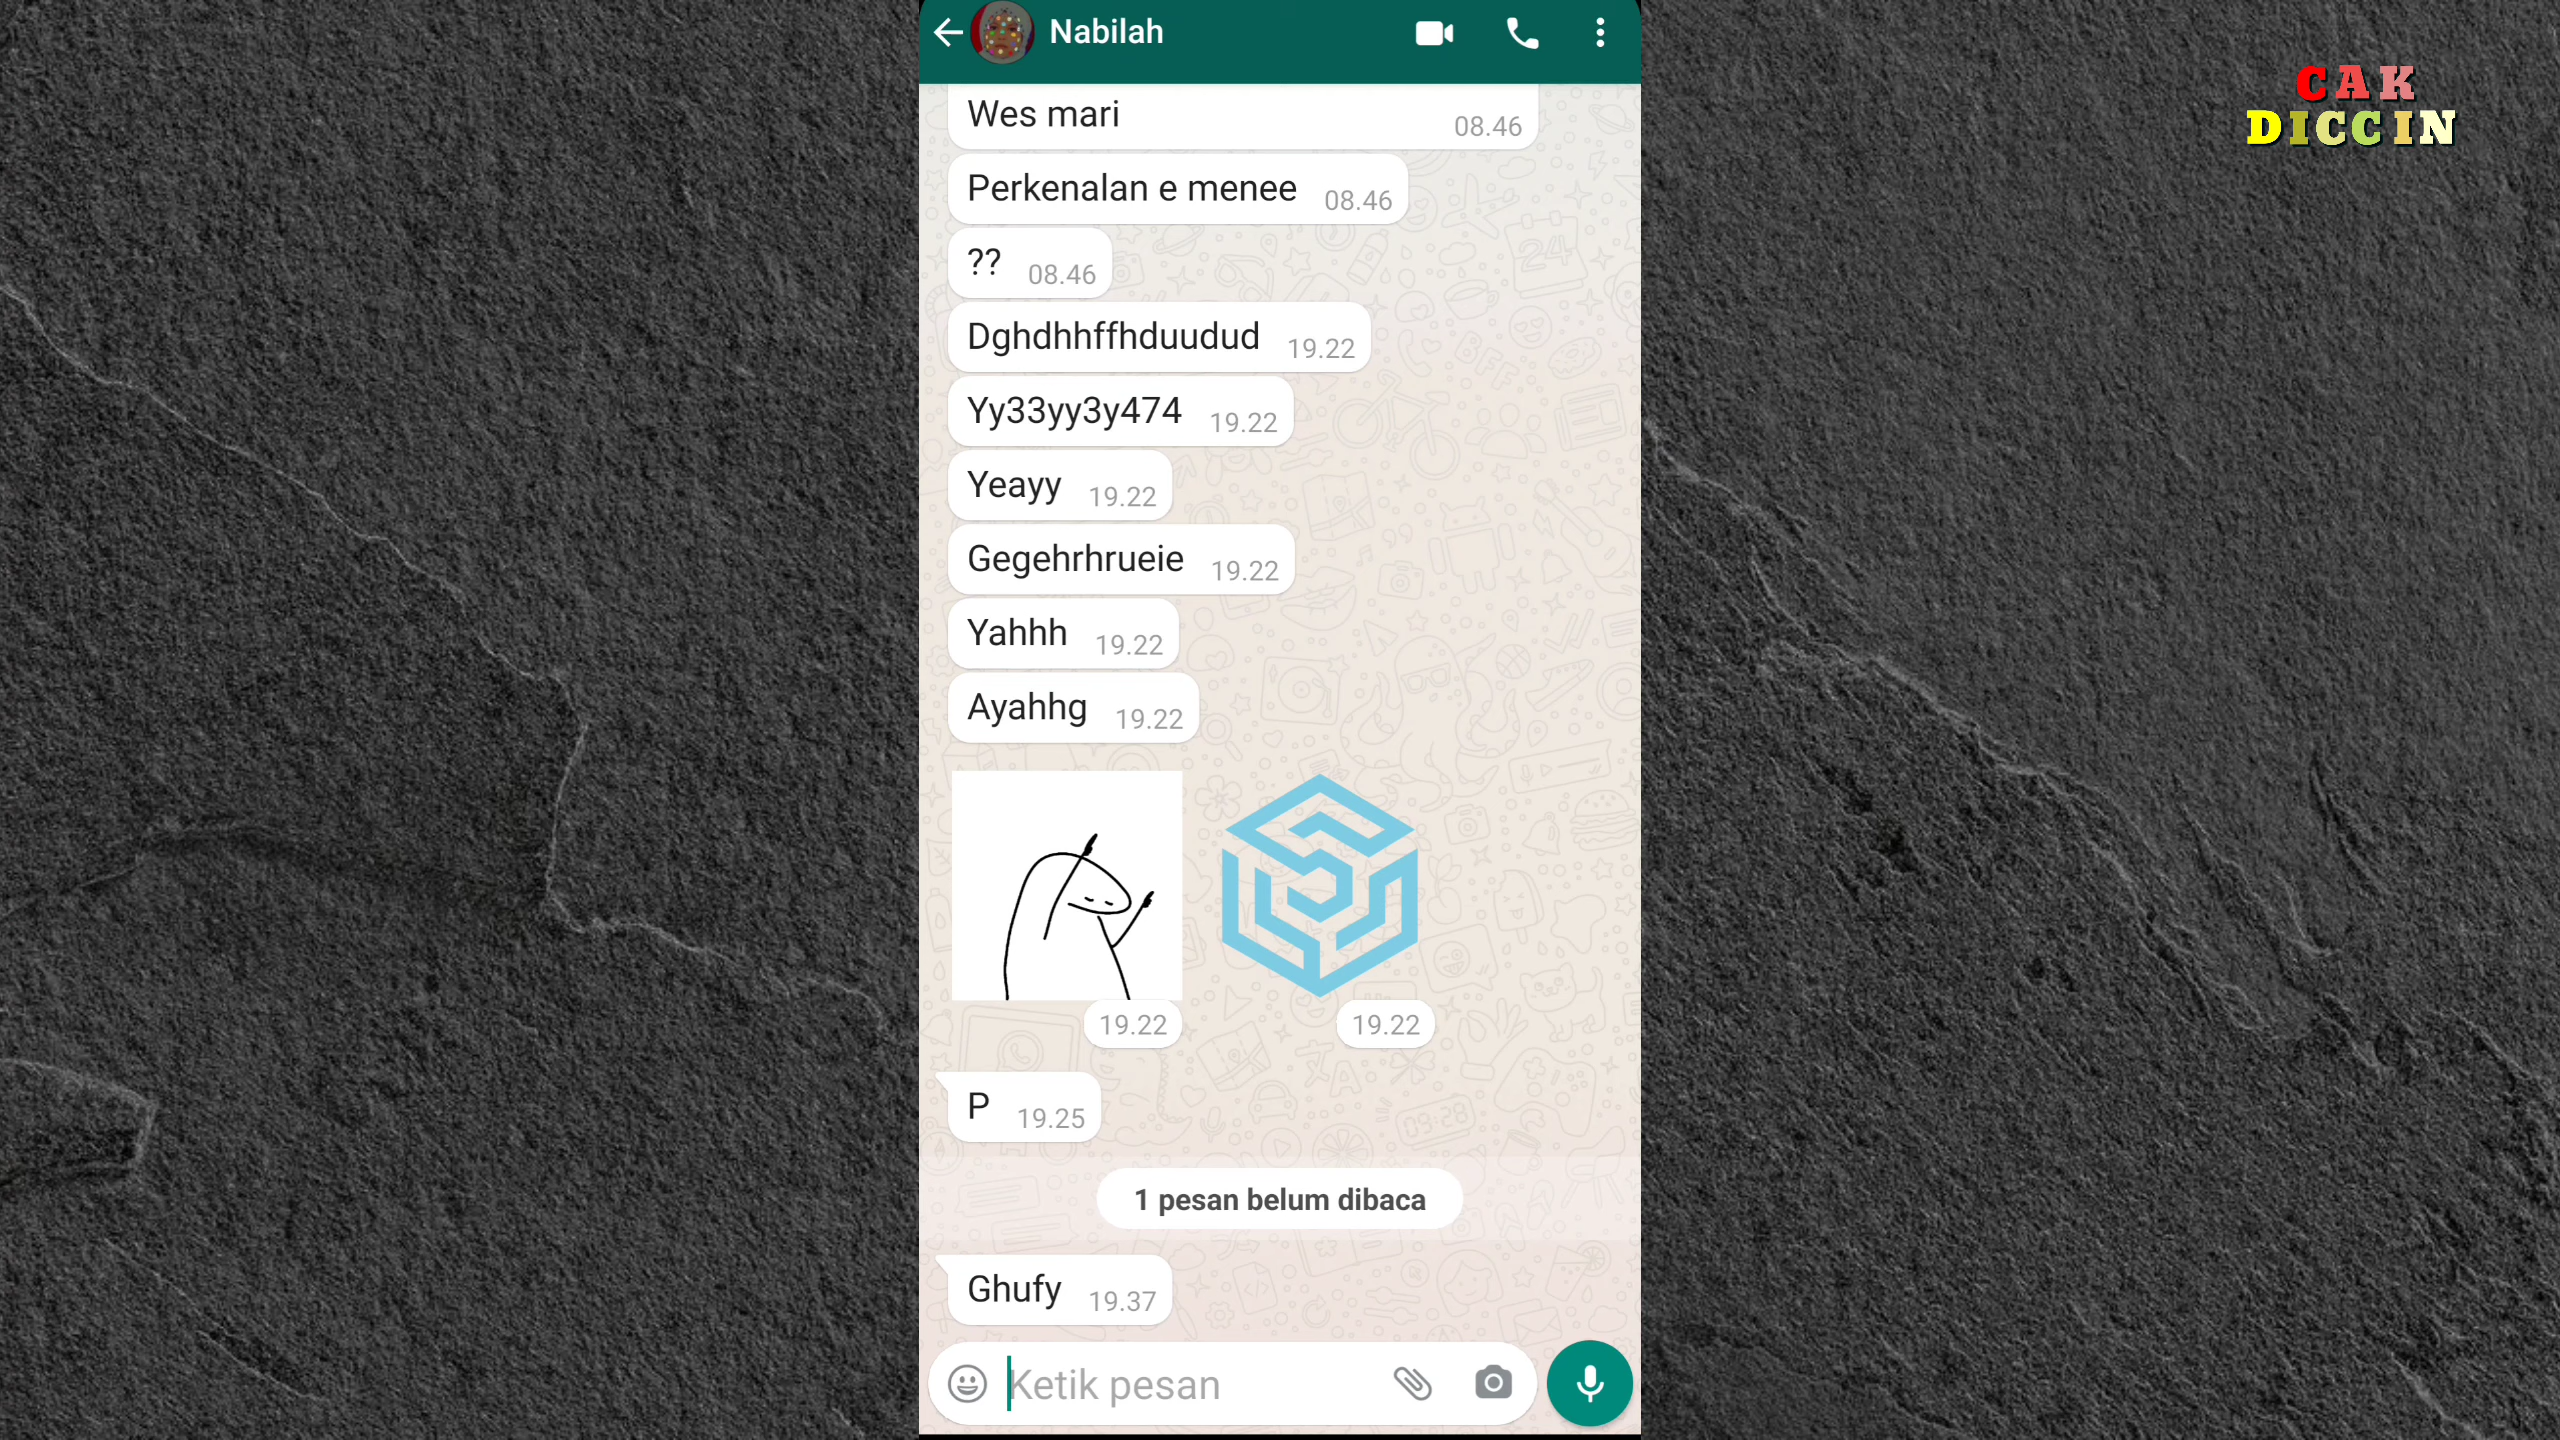 Nabilah
CAK
DICCIN
Wes mari 08.46
Perkenalan e menee 08.46
?? 08.46
Dghdhhffhduudud 19.22
Yy33yy3y474 19.22
Yeayy 19.22
Gegehrhrueie 19.22
Yahhh 19.22
Ayahhg 19.22
19.22 19.22
P 19.25
1 pesan belum dibaca
Ghufy 19.37
Ketik pesan